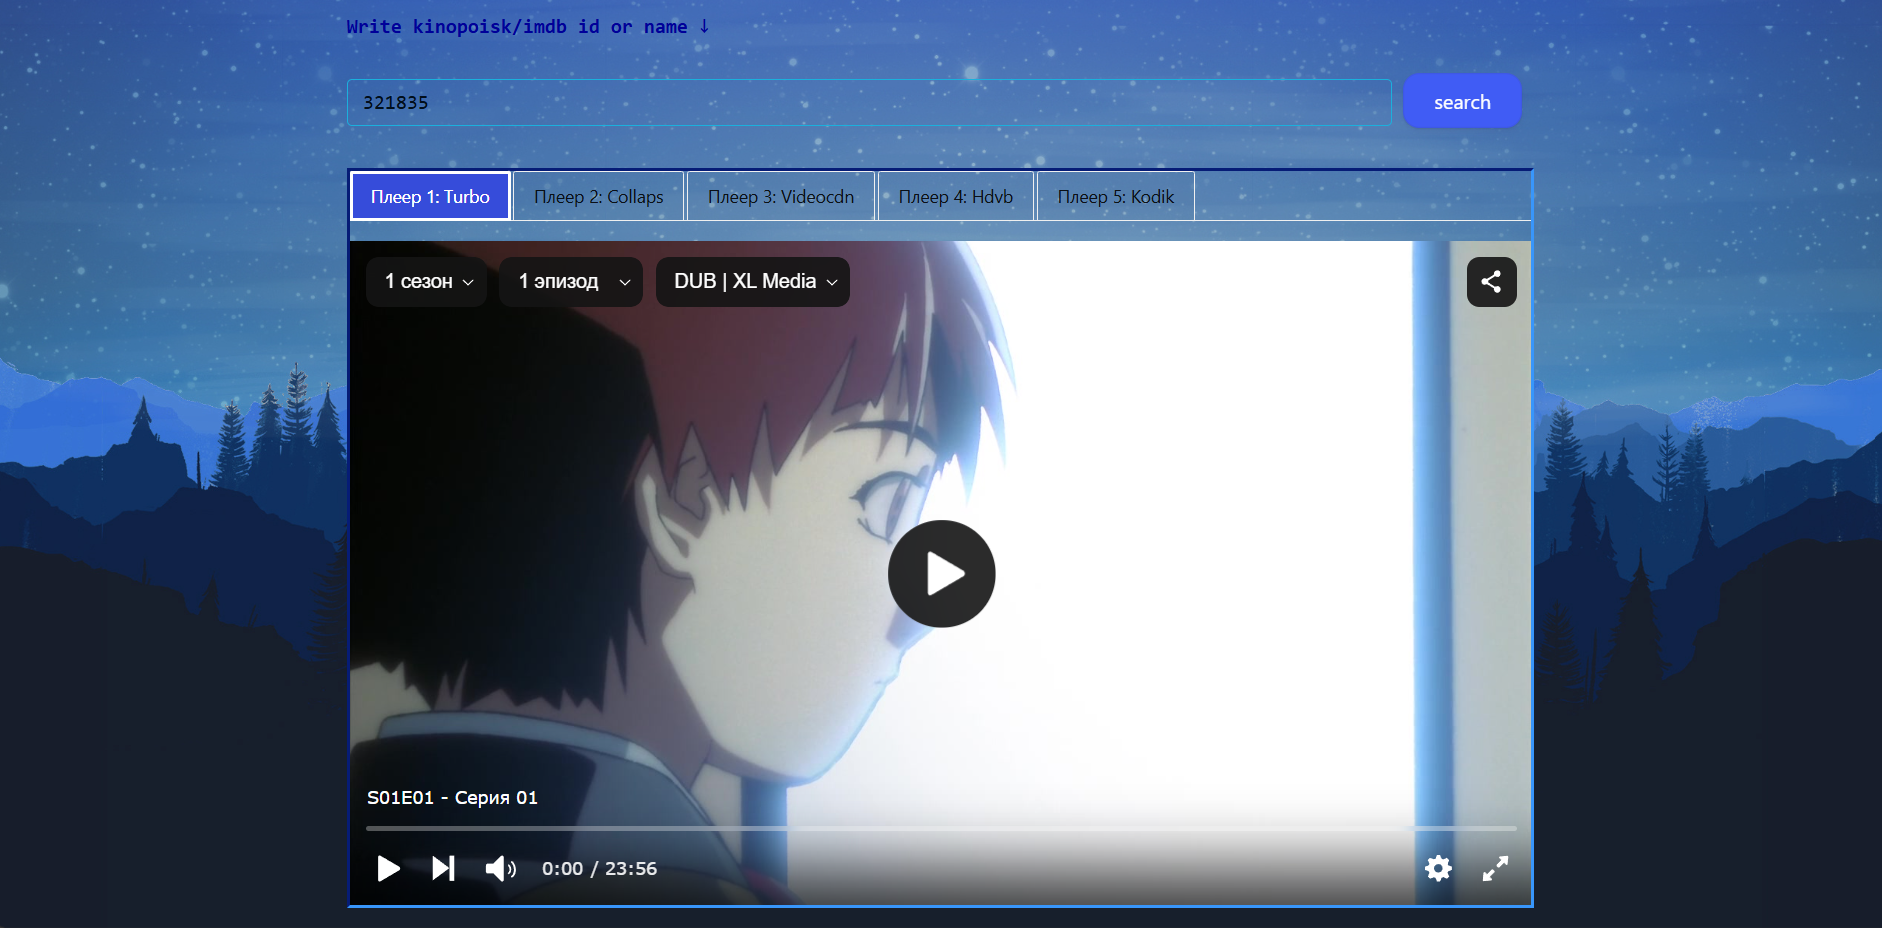 Write kinopoisk/imdb id or name ↓
321835
search
Плеер 1: Turbo
Плеер 2: Collaps
Плеер 3: Videocdn
Плеер 4: Hdvb
Плеер 5: Kodik
1 сезон
1 эпизод
DUB | XL Media
S01E01 - Серия 01
0:00 / 23:56